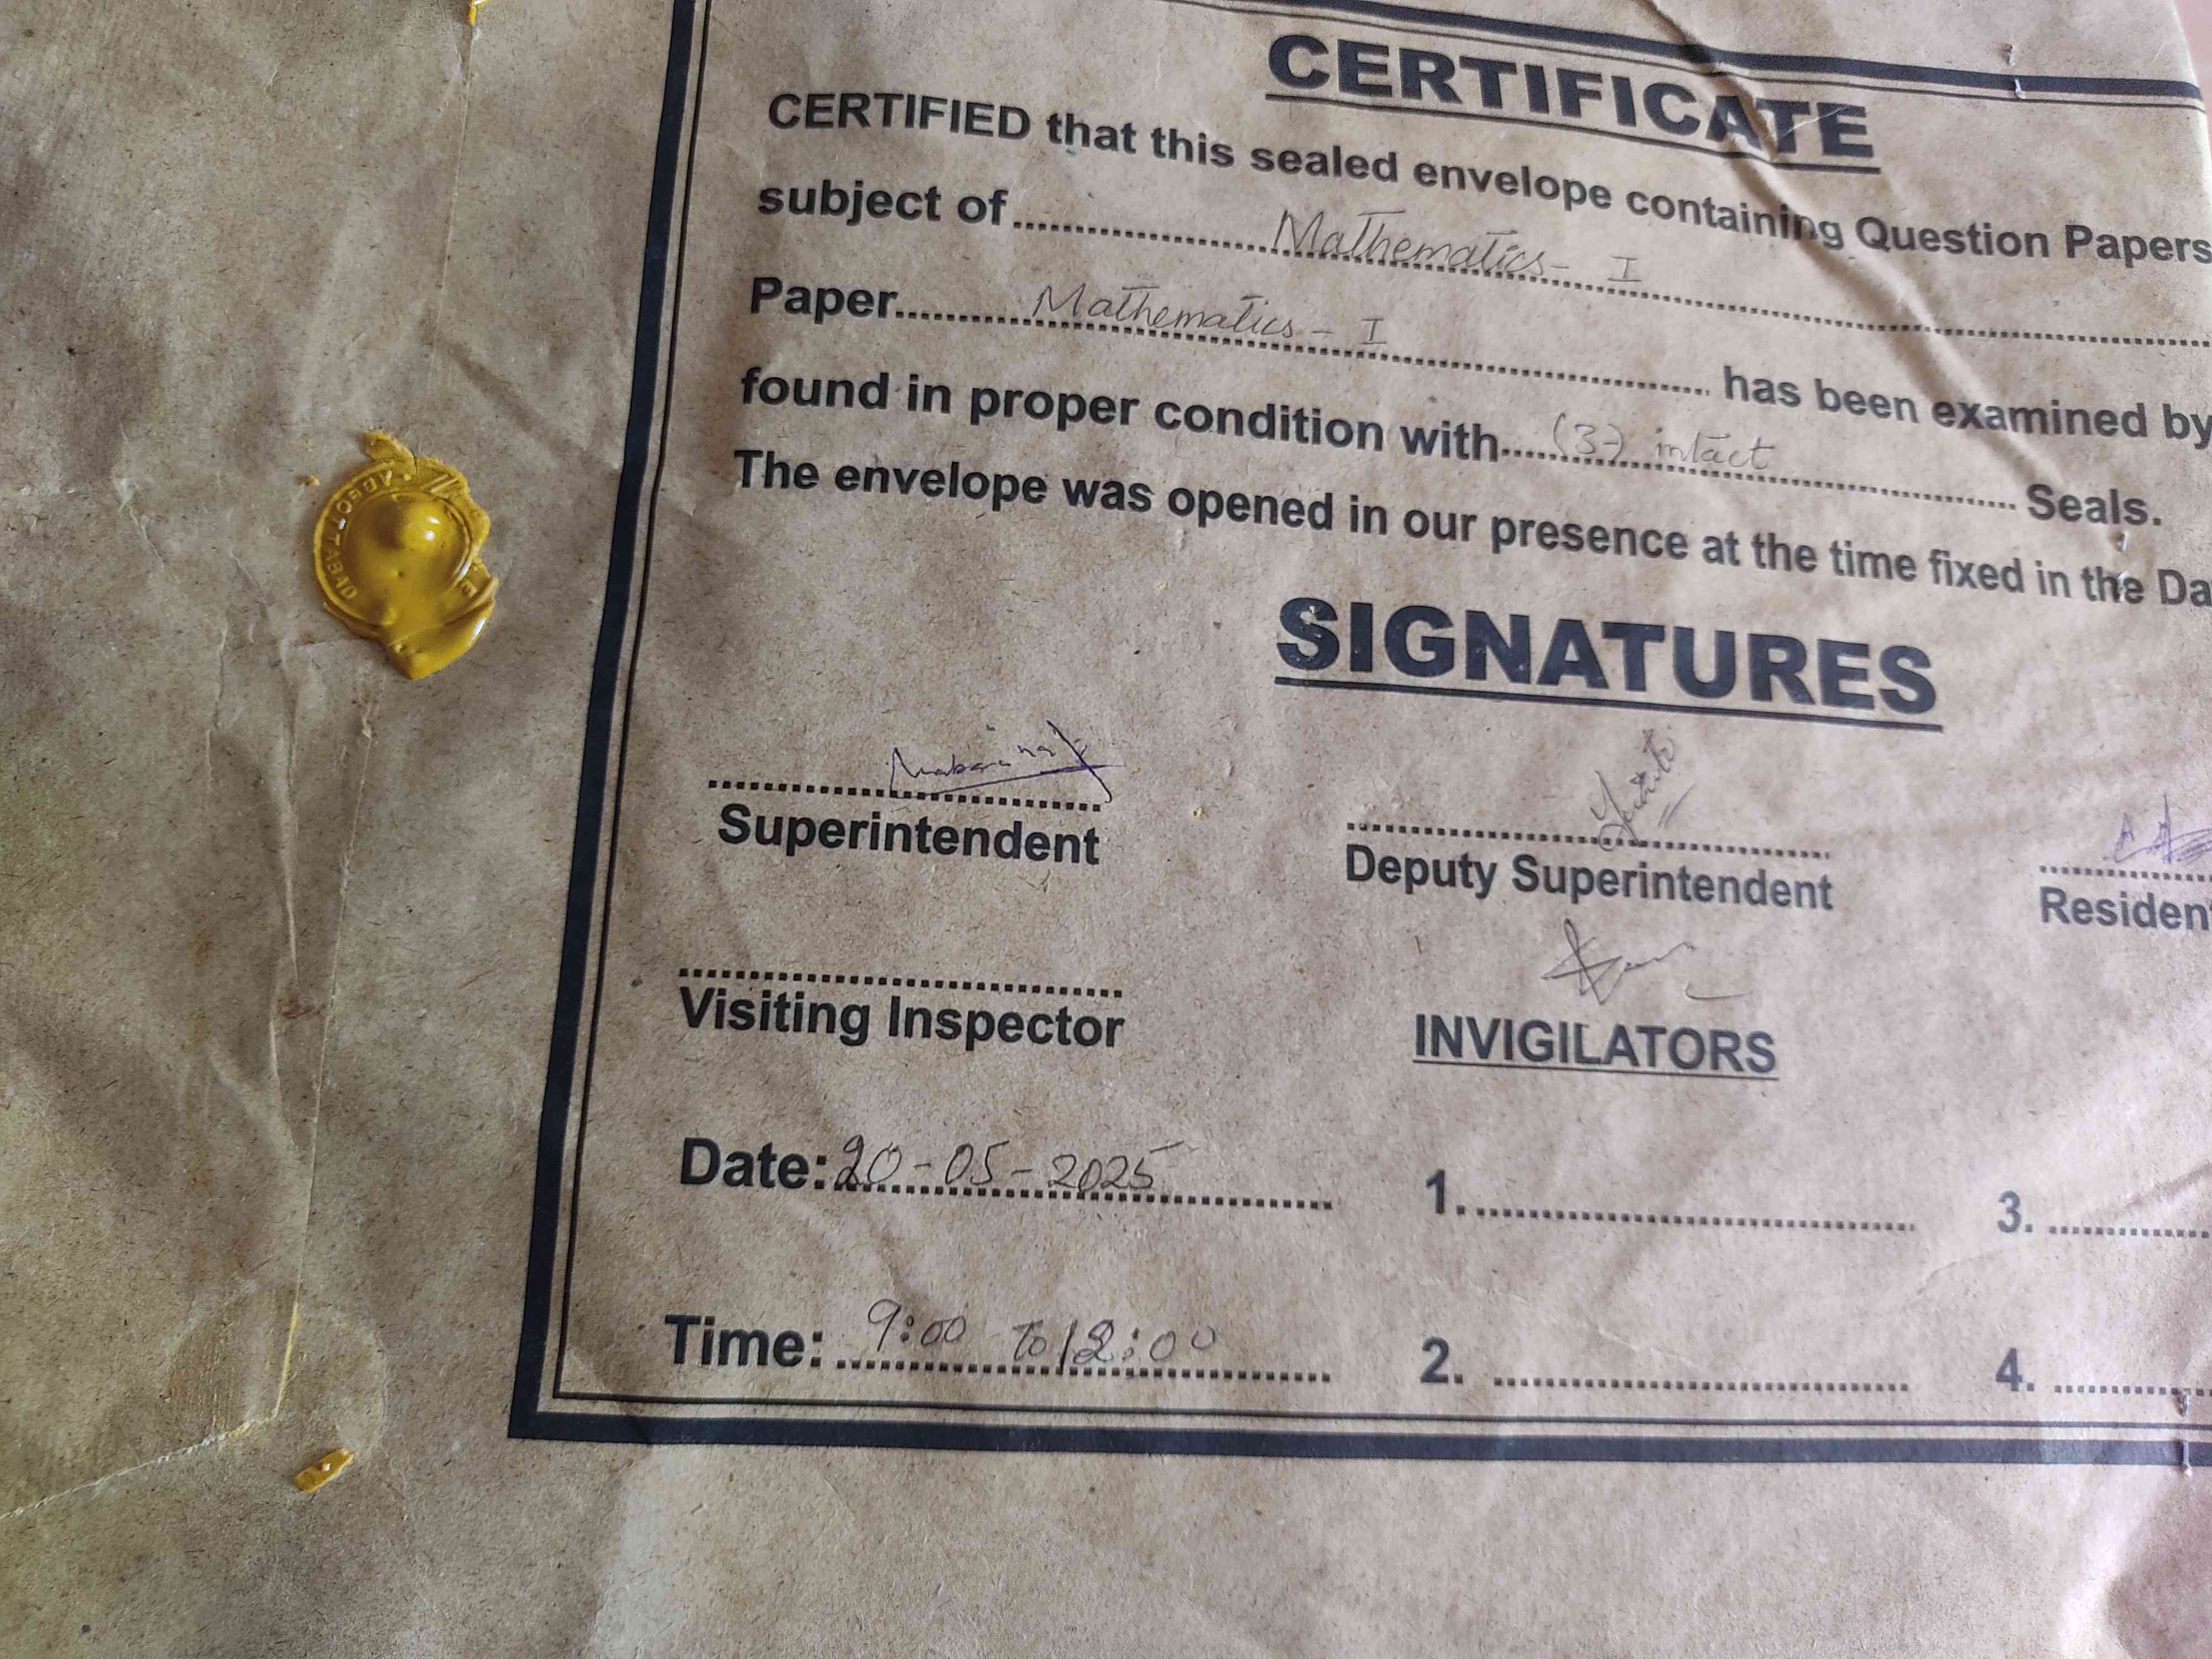 CERTIFICATE
CERTIFIED that this sealed envelope containing Question Papers
subject of Mathematics - I
Paper Mathematics - I has been examined by
found in proper condition with (3) intact Seals.
The envelope was opened in our presence at the time fixed in the Da
SIGNATURES
Superintendent
Deputy Superintendent
Residen
Visiting Inspector
INVIGILATORS
Date: 20-05-2025
1.
3.
Time: 9:00 to 12:00
2.
4.
ABBOTTABAD